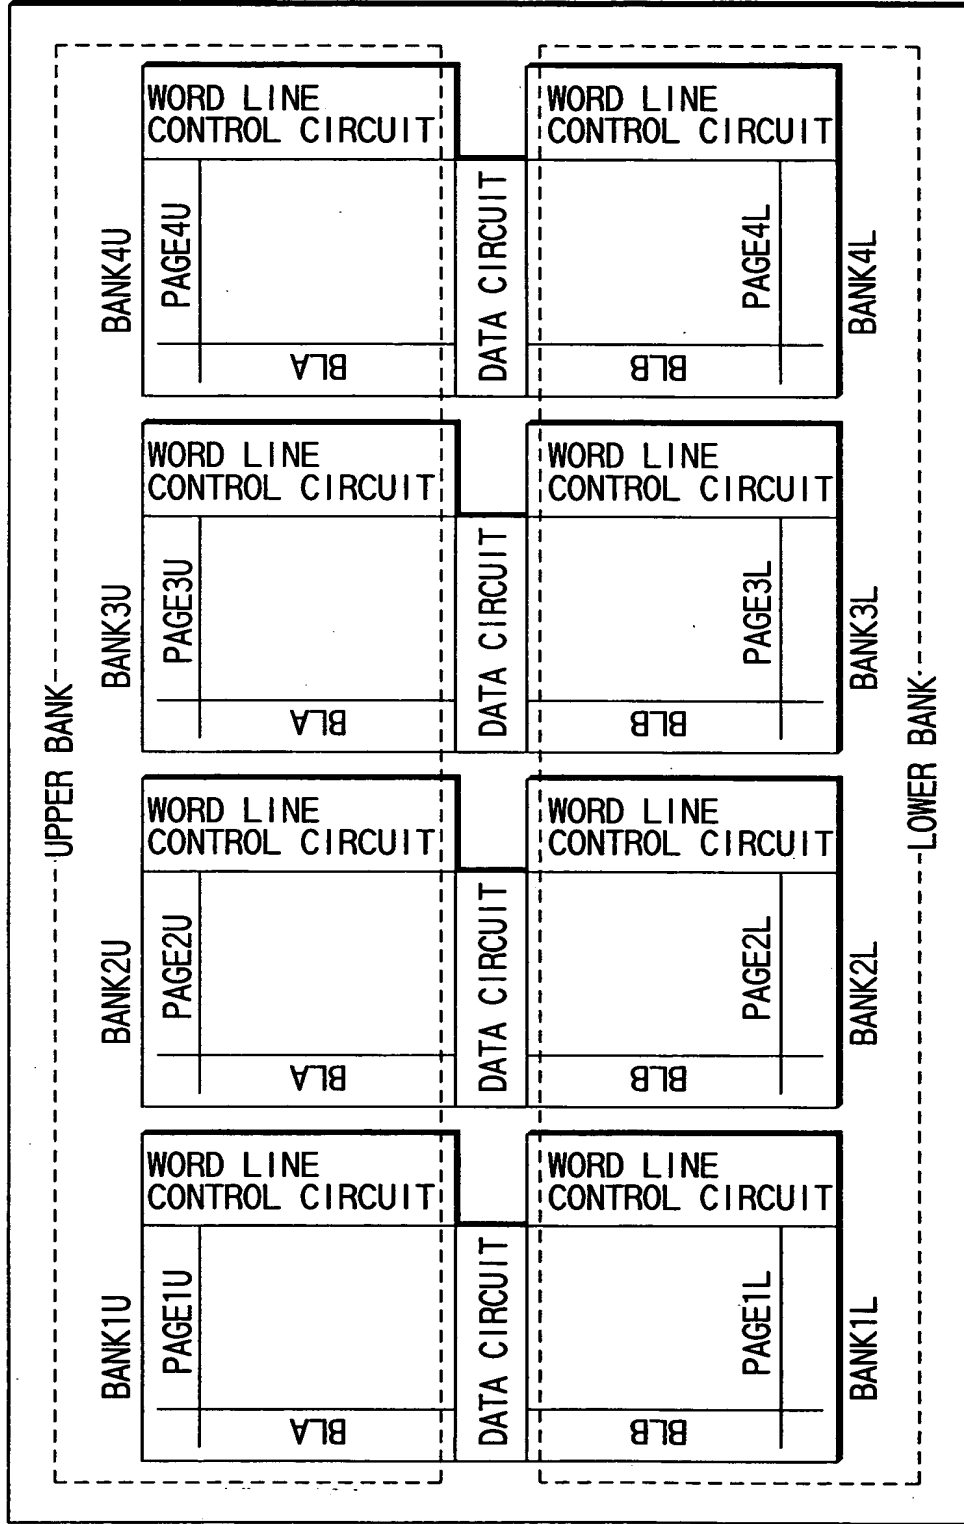 UPPER BANK
LOWER BANK
BANK4U
WORD LINE
CONTROL CIRCUIT
PAGE4U
BLA
DATA CIRCUIT
WORD LINE
CONTROL CIRCUIT
PAGE4L
BLB
BANK4L
BANK3U
WORD LINE
CONTROL CIRCUIT
PAGE3U
BLA
DATA CIRCUIT
WORD LINE
CONTROL CIRCUIT
PAGE3L
BLB
BANK3L
BANK2U
WORD LINE
CONTROL CIRCUIT
PAGE2U
BLA
DATA CIRCUIT
WORD LINE
CONTROL CIRCUIT
PAGE2L
BLB
BANK2L
BANK1U
WORD LINE
CONTROL CIRCUIT
PAGE1U
BLA
DATA CIRCUIT
WORD LINE
CONTROL CIRCUIT
PAGE1L
BLB
BANK1L